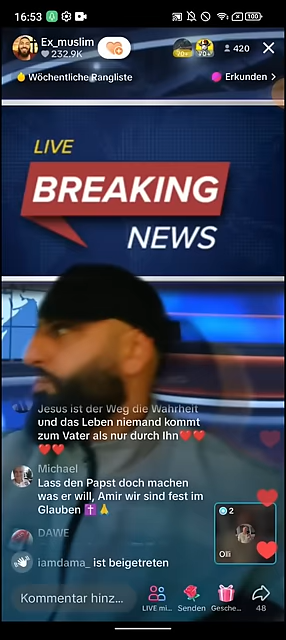 16:53
100
Ex_muslim
232.9K
20+
20+
420
Wöchentliche Rangliste
Erkunden >
LIVE
BREAKING
NEWS
Jesus ist der Weg die Wahrheit
und das Leben niemand kommt
zum Vater als nur durch Ihn❤️❤️
❤️❤️
Michael
Lass den Papst doch machen
was er will, Amir wir sind fest im
Glauben ✝️🙏
DAWE
iamdama_ ist beigetreten
2
Olli
Kommentar hinz...
LIVE mi...
Senden
Gesche...
48